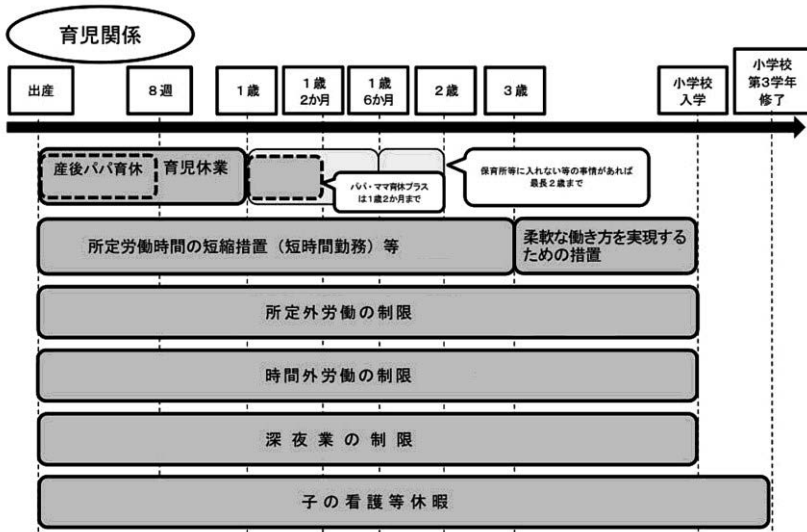 育児関係
出産
8週
1歳
1歳
2か月
1歳
6か月
2歳
3歳
小学校
入学
小学校
第3学年
修了
産後パパ育休
育児休業
パパ・ママ育休プラス
は1歳2か月まで
保育所等に入れない等の事情があれば
最長2歳まで
所定労働時間の短縮措置（短時間勤務）等
柔軟な働き方を実現する
ための措置
所定外労働の制限
時間外労働の制限
深夜業の制限
子の看護等休暇